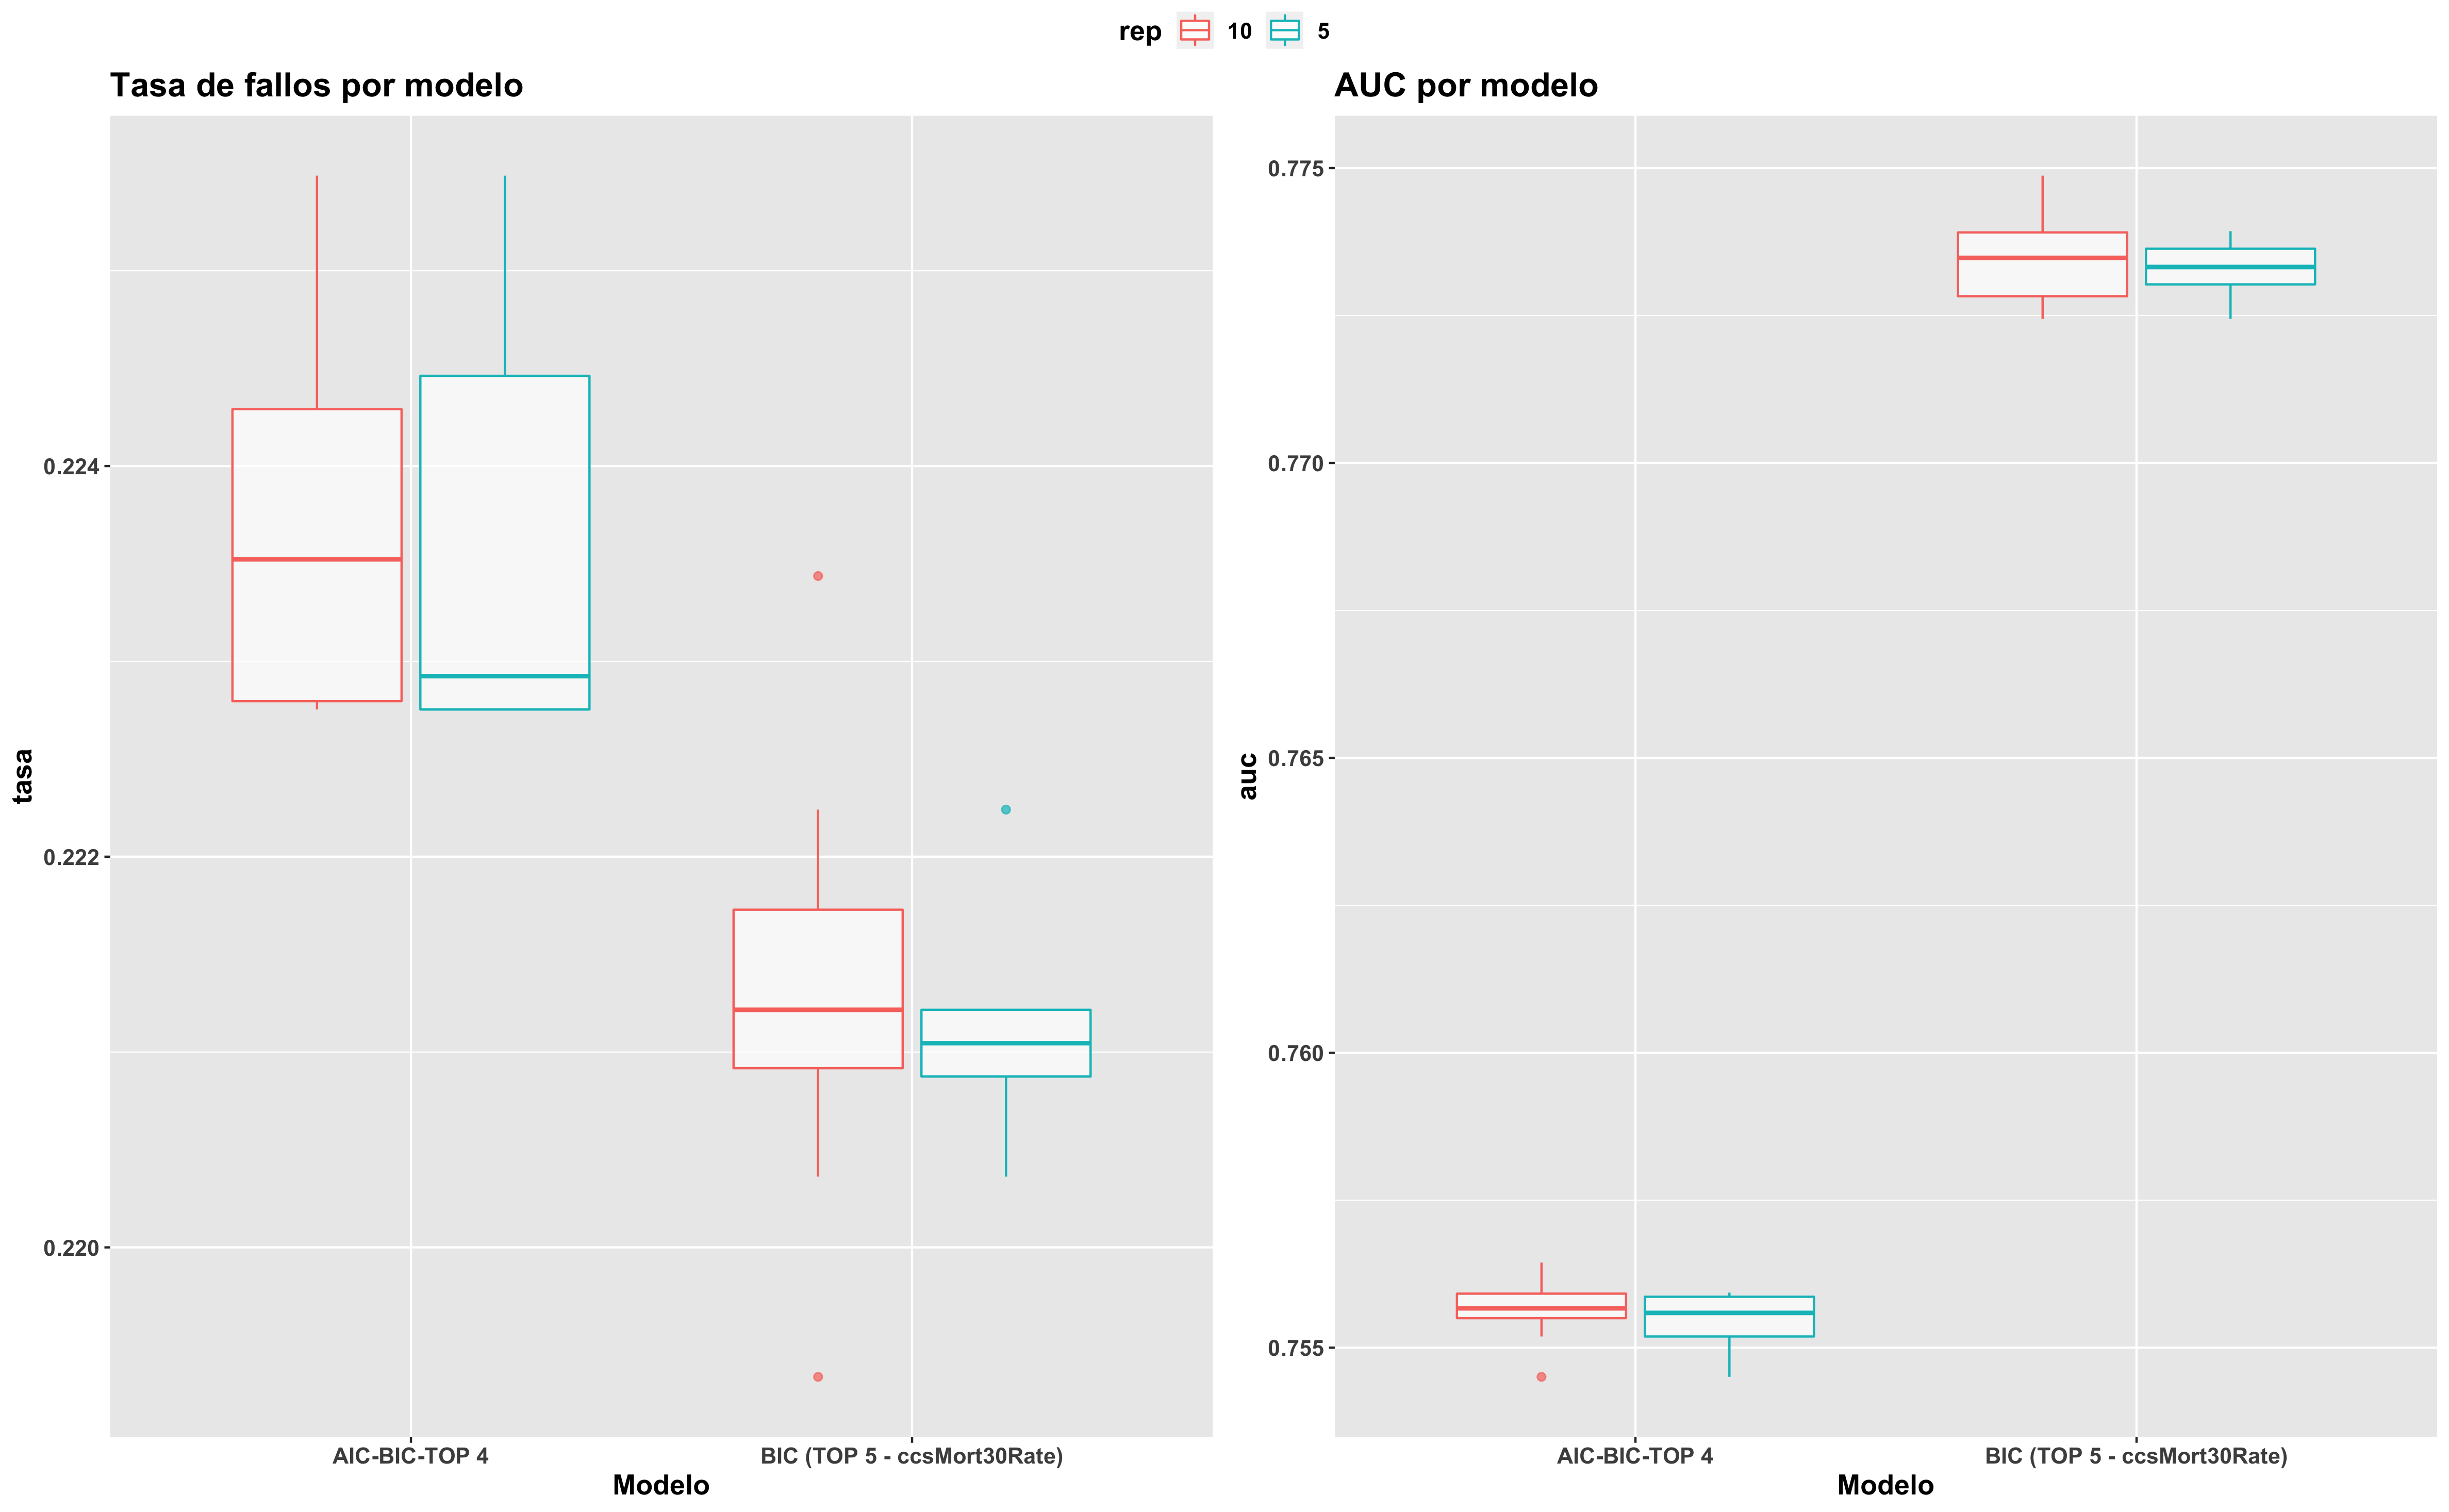 rep 10 5
Tasa de fallos por modelo
tasa
0.224
0.222
0.220
AIC-BIC-TOP 4 BIC (TOP 5 - ccsMort30Rate)
Modelo
AUC por modelo
auc
0.775
0.770
0.765
0.760
0.755
AIC-BIC-TOP 4 BIC (TOP 5 - ccsMort30Rate)
Modelo